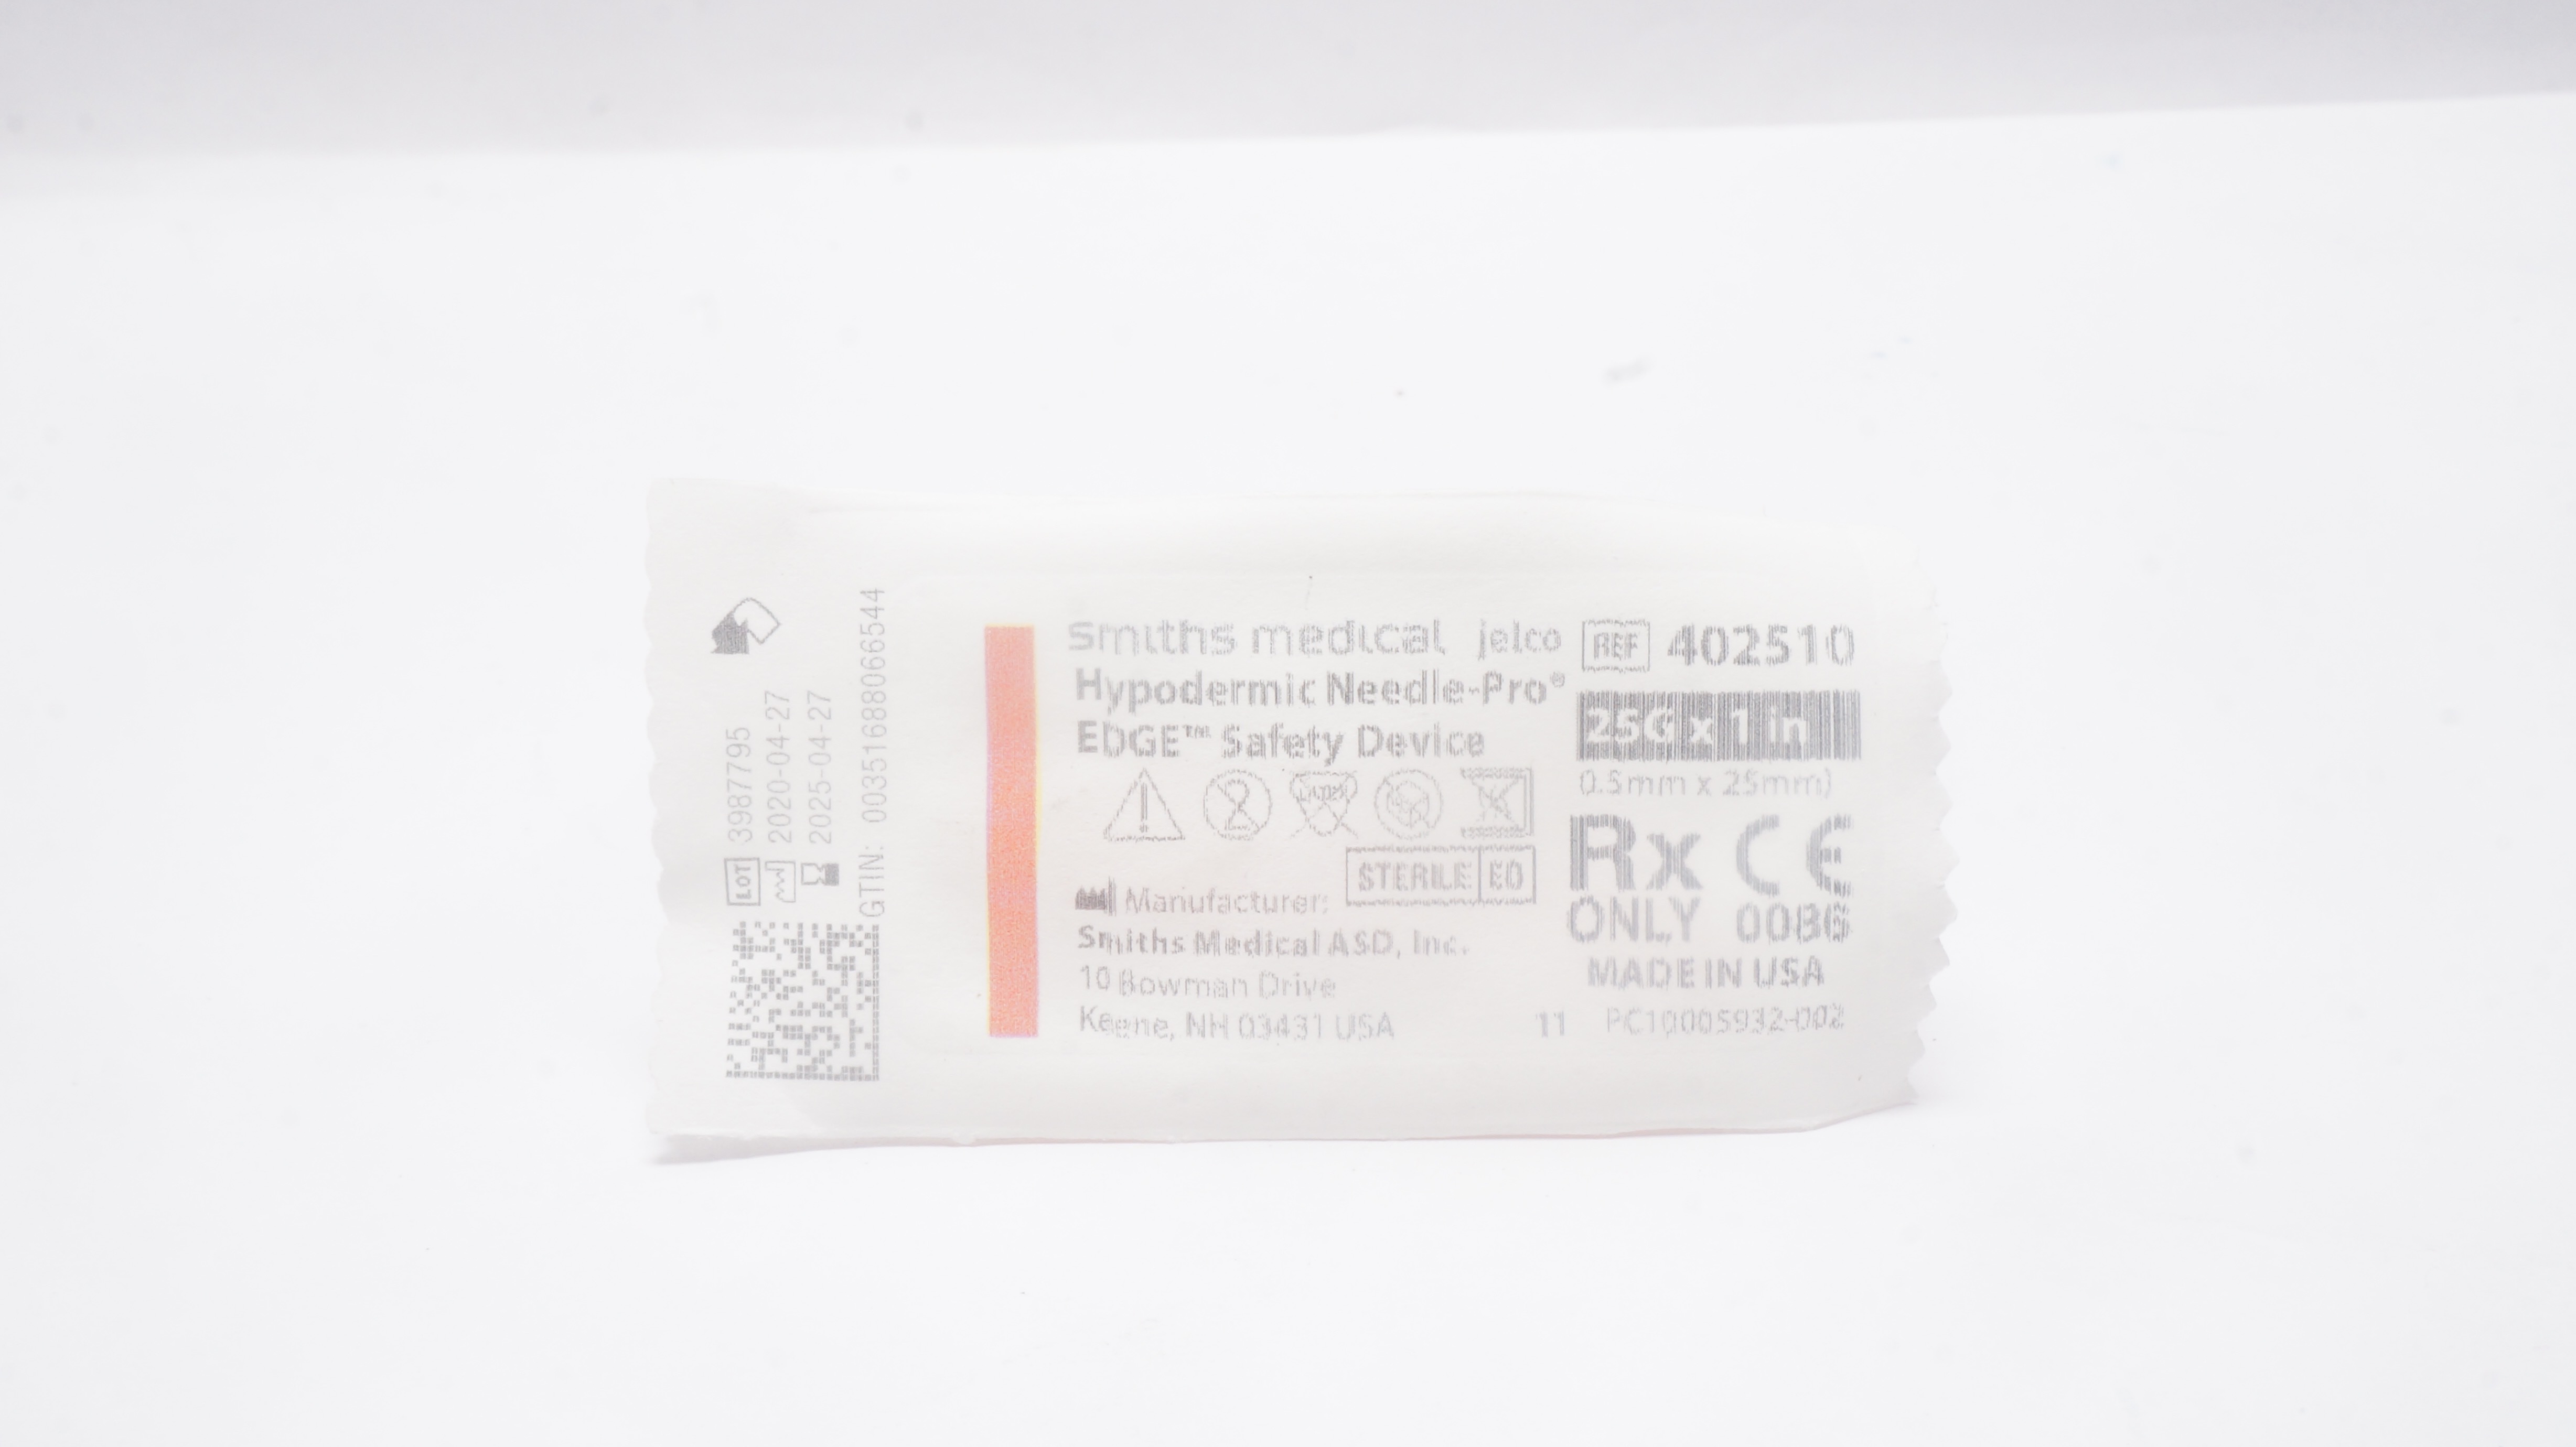 LOT 3987795
2020-04-27
2025-04-27
GTIN: 00351688066544
smiths medical jelco
Hypodermic Needle-Pro®
EDGE™ Safety Device
STERILE EO
Manufacturer:
Smiths Medical ASD, Inc.
10 Bowman Drive
Keene, NH 03431 USA
11
REF 402510
25G x 1 in
0.5mm x 25mm)
Rx CE
ONLY 0086
MADE IN USA
PC10005932-002